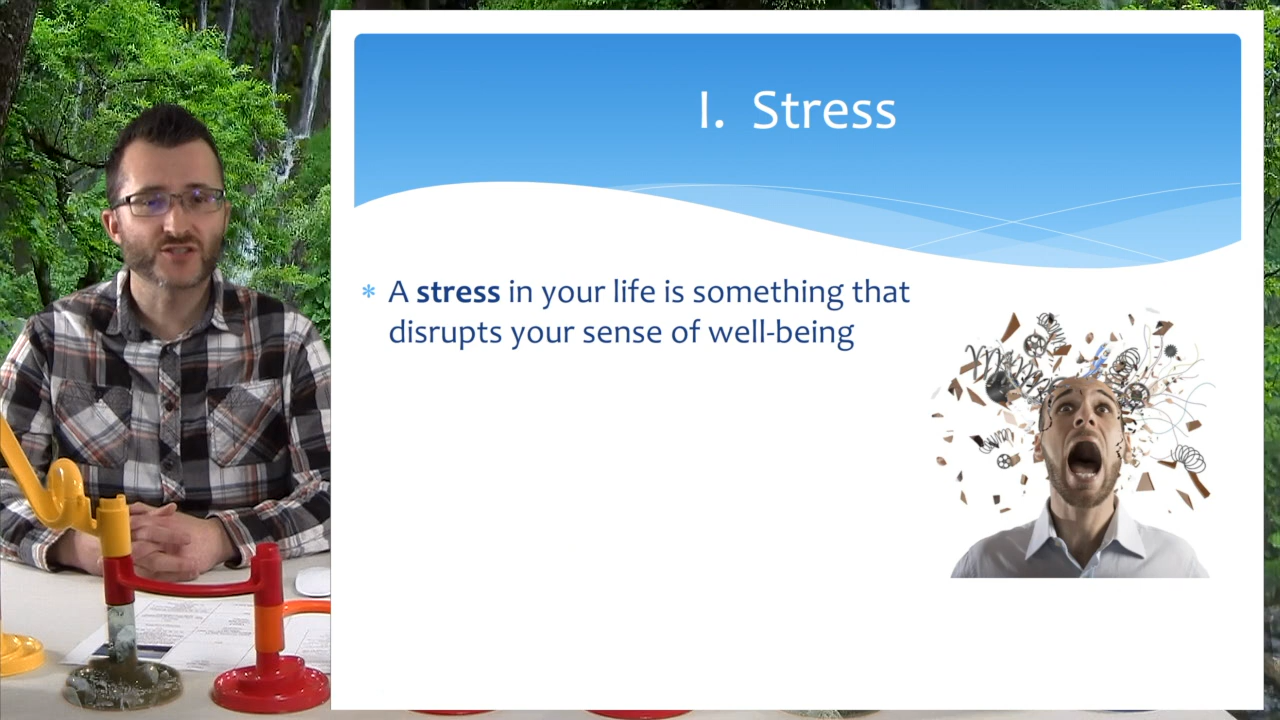 I. Stress
* A stress in your life is something that
disrupts your sense of well-being